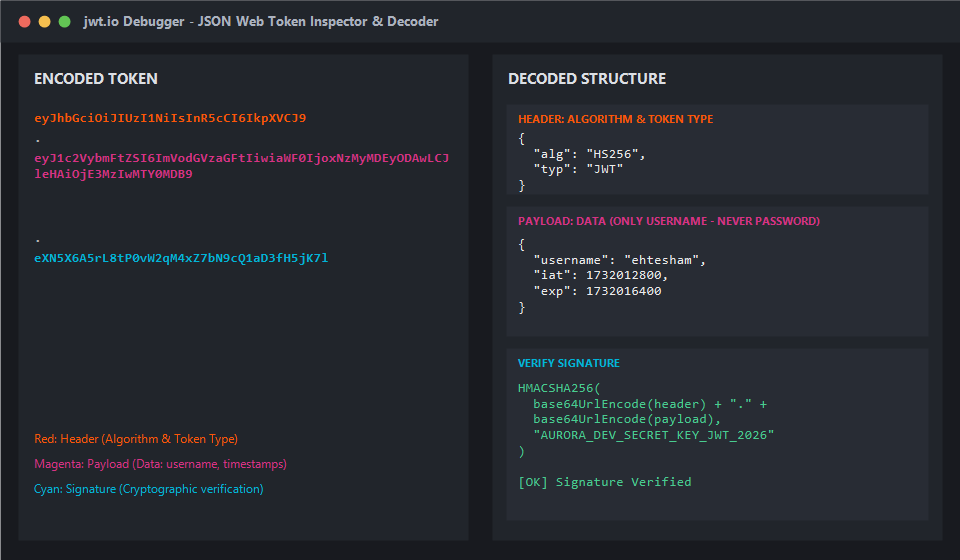 jwt.io Debugger - JSON Web Token Inspector & Decoder
ENCODED TOKEN
eyJhbGciOiJIUzI1NiIsInR5cCI6IkpXVCJ9
.
eyJ1c2VybmFtZSI6ImVodGVzaGFtIiwiaWF0IjoxNzMyMDEyODAwLCJ
leHAiOjE3MzIwMTY0MDB9
.
eXN5X6A5rL8tP0vW2qM4xZ7bN9cQ1aD3fH5jK7l
Red: Header (Algorithm & Token Type)
Magenta: Payload (Data: username, timestamps)
Cyan: Signature (Cryptographic verification)
DECODED STRUCTURE
HEADER: ALGORITHM & TOKEN TYPE
{
"alg": "HS256",
"typ": "JWT"
}
PAYLOAD: DATA (ONLY USERNAME - NEVER PASSWORD)
{
"username": "ehtesham",
"iat": 1732012800,
"exp": 1732016400
}
VERIFY SIGNATURE
HMACSHA256(
base64UrlEncode(header) + "." +
base64UrlEncode(payload),
"AURORA_DEV_SECRET_KEY_JWT_2026"
)
[OK] Signature Verified